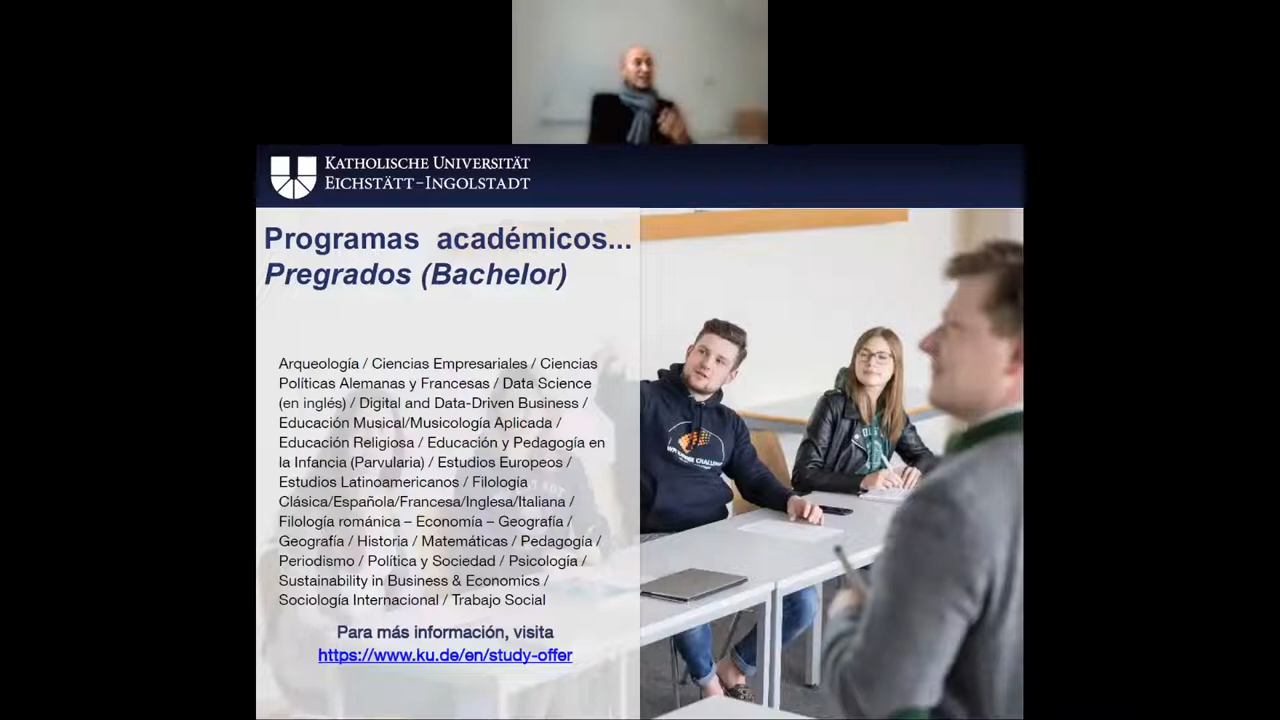 KATHOLISCHE UNIVERSITÄT
EICHSTÄTT-INGOLSTADT
Programas académicos...
Pregrados (Bachelor)
Arqueología / Ciencias Empresariales / Ciencias
Políticas Alemanas y Francesas / Data Science
(en inglés) / Digital and Data-Driven Business /
Educación Musical/Musicología Aplicada /
Educación Religiosa / Educación y Pedagogía en
la Infancia (Parvularia) / Estudios Europeos /
Estudios Latinoamericanos / Filología
Clásica/Española/Francesa/Inglesa/Italiana /
Filología románica – Economía – Geografía /
Geografía / Historia / Matemáticas / Pedagogía /
Periodismo / Política y Sociedad / Psicología /
Sustainability in Business & Economics /
Sociología Internacional / Trabajo Social
Para más información, visita
https://www.ku.de/en/study-offer